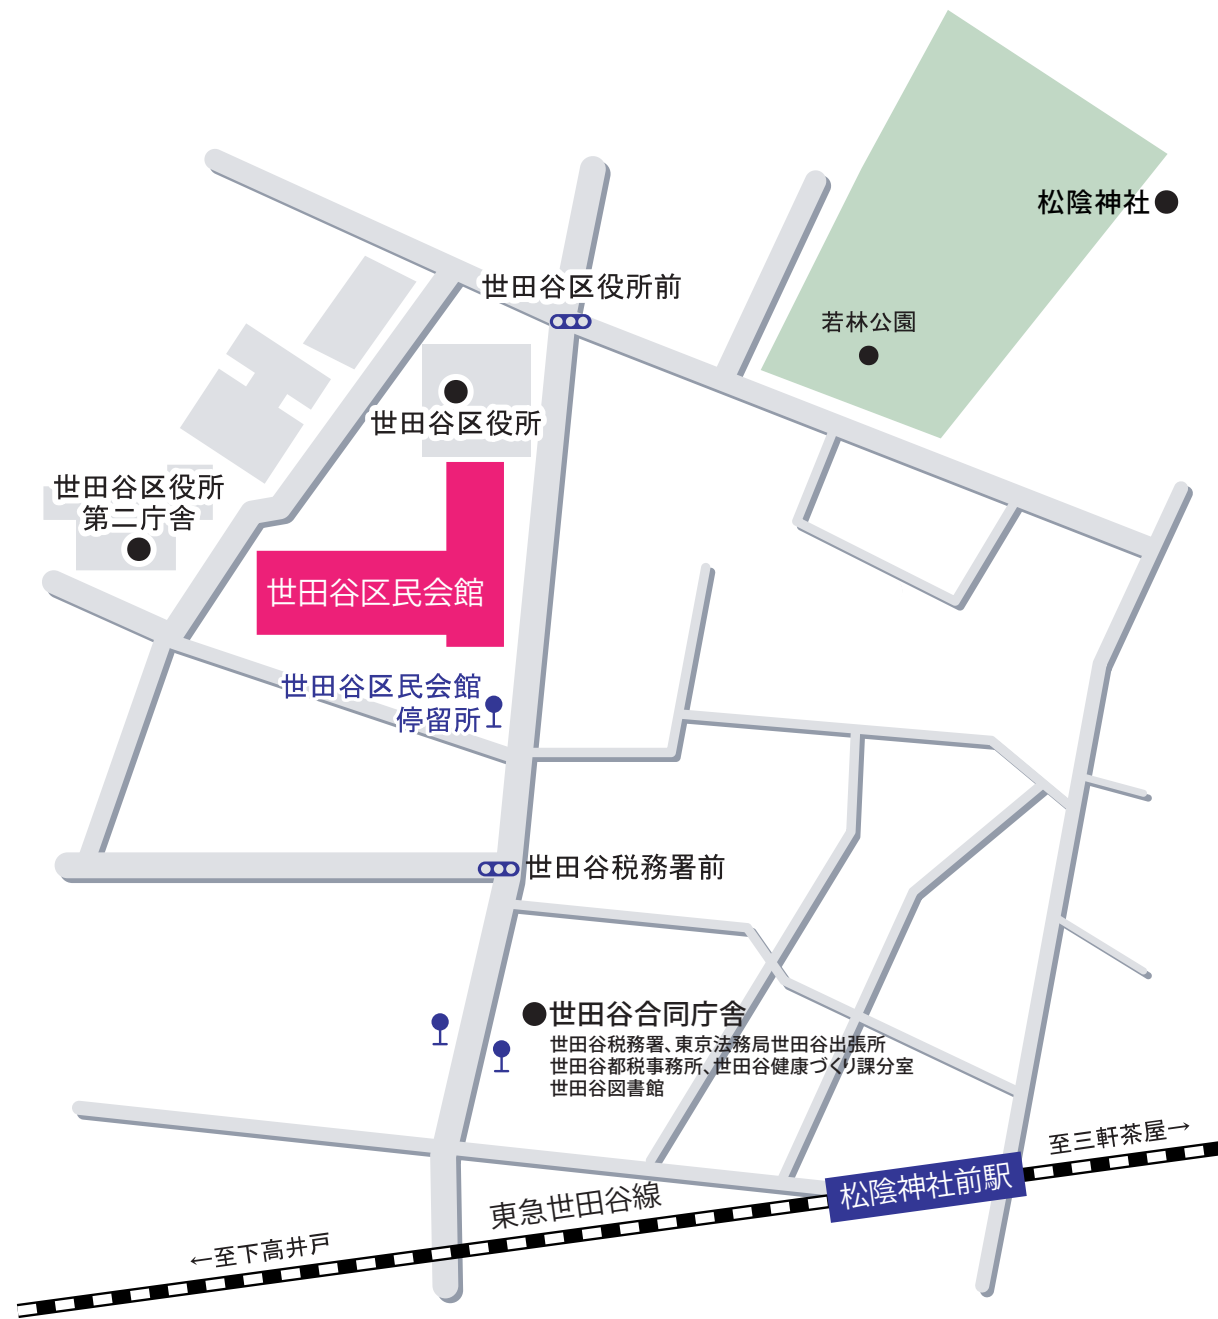 松陰神社
世田谷区役所前
若林公園
世田谷区役所
世田谷区役所
第二庁舎
世田谷区民会館
世田谷区民会館
停留所
世田谷税務署前
世田谷合同庁舎
世田谷税務署、東京法務局世田谷出張所
世田谷都税事務所、世田谷健康づくり課分室
世田谷図書館
至三軒茶屋→
松陰神社前駅
東急世田谷線
←至下高井戸